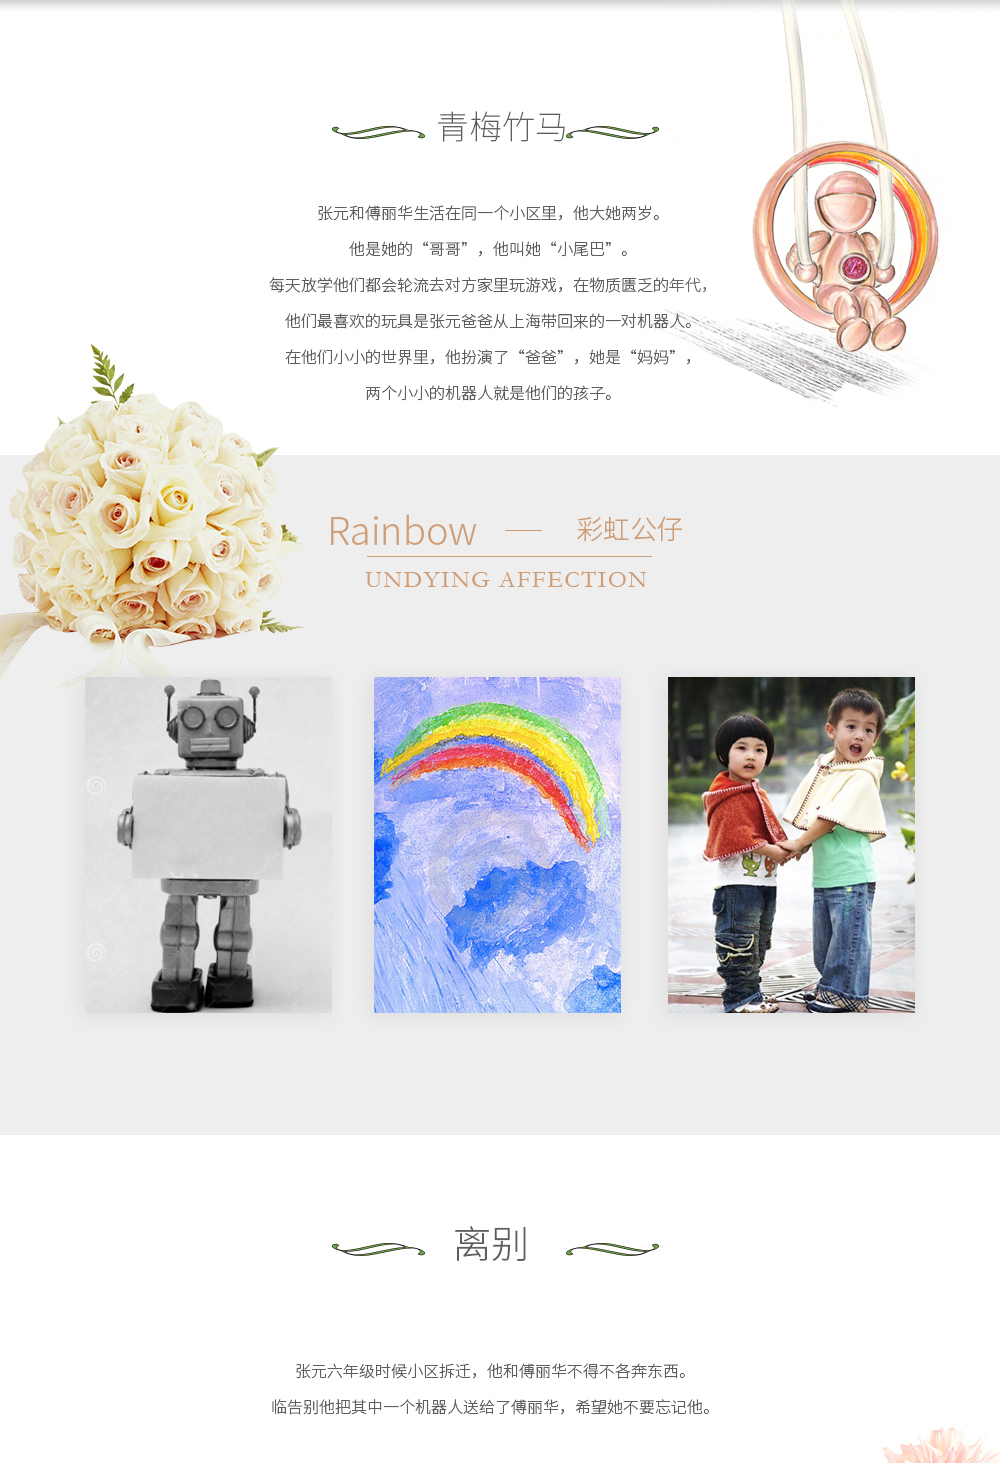 青梅竹马
张元和傅丽华生活在同一个小区里，他大她两岁。
他是她的“哥哥”，他叫她“小尾巴”。
每天放学他们都会轮流去对方家里玩游戏，在物质匮乏的年代，
他们最喜欢的玩具是张元爸爸从上海带回来的一对机器人。
在他们小小的世界里，他扮演了“爸爸”，她是“妈妈”，
两个小小的机器人就是他们的孩子。
Rainbow — 彩虹公仔
UNDYING AFFECTION
离别
张元六年级时候小区拆迁，他和傅丽华不得不各奔东西。
临告别他把其中一个机器人送给了傅丽华，希望她不要忘记他。